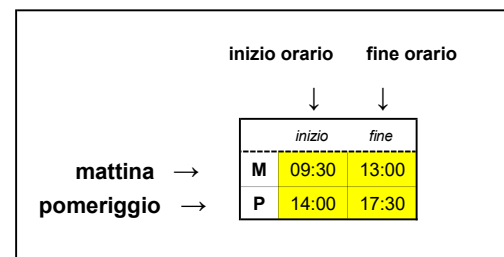 inizio orario fine orario
↓ ↓
inizio fine
mattina → M 09:30 13:00
pomeriggio → P 14:00 17:30